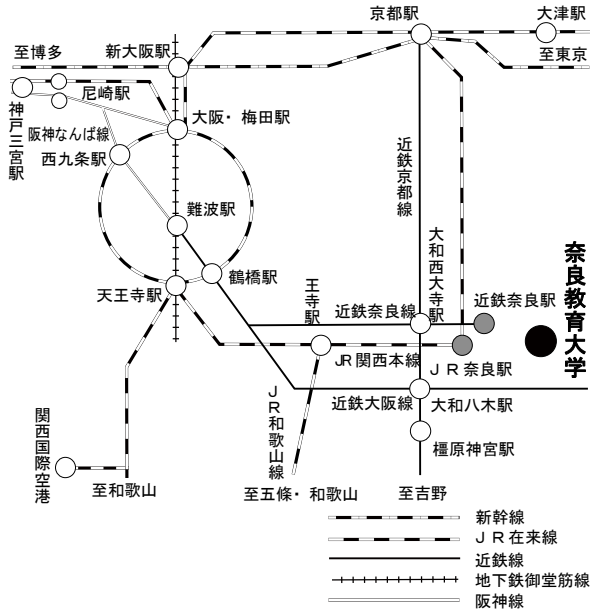 京都駅
大津駅
至博多
新大阪駅
至東京
尼崎駅
神戸三宮駅
大阪・梅田駅
阪神なんば線
西九条駅
近鉄京都線
難波駅
大和西大寺駅
奈良教育大学
鶴橋駅
天王寺駅
王寺駅
近鉄奈良線
近鉄奈良駅
JR関西本線
JR奈良駅
JR和歌山線
近鉄大阪線
大和八木駅
関西国際空港
橿原神宮駅
至和歌山
至五條・和歌山
至吉野
新幹線
JR在来線
近鉄線
地下鉄御堂筋線
阪神線